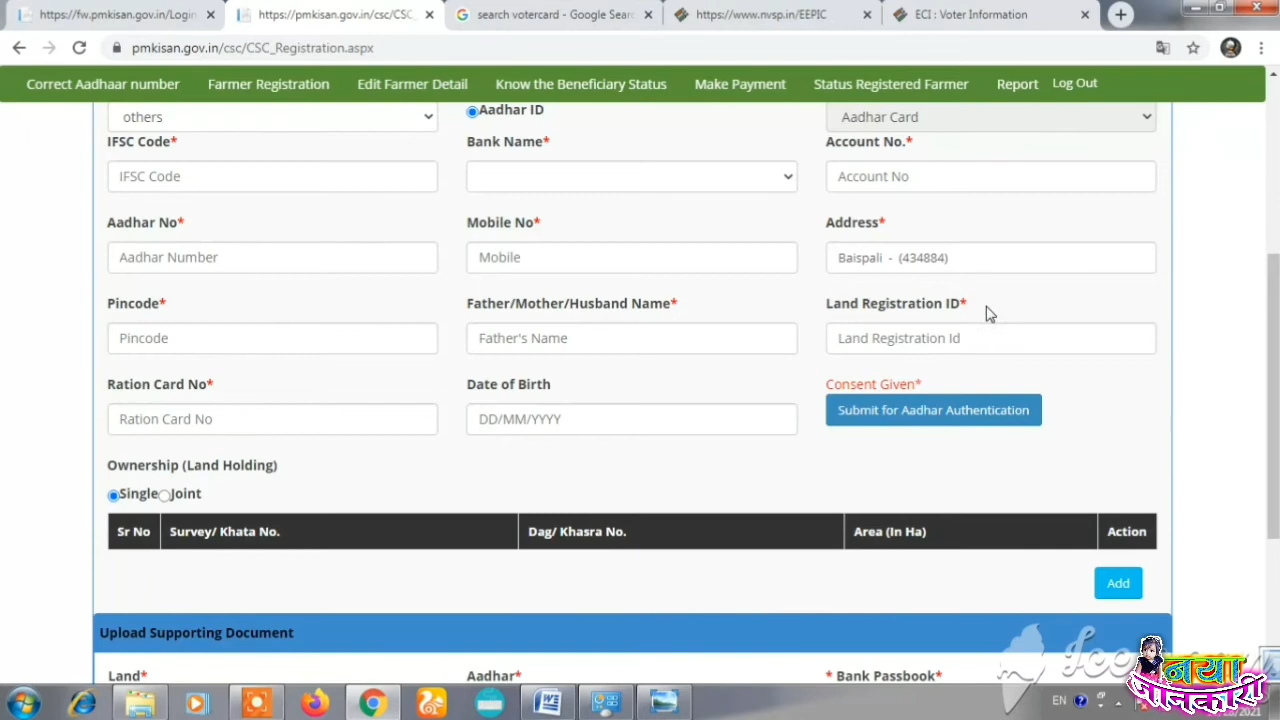 https://fw.pmkisan.gov.in/Login
https://pmkisan.gov.in/csc/CSC_
search votercard - Google Sear
https://www.nvsp.in/EEPIC
ECI : Voter Information
pmkisan.gov.in/csc/CSC_Registration.aspx
Correct Aadhaar number Farmer Registration Edit Farmer Detail Know the Beneficiary Status Make Payment Status Registered Farmer Report Log Out
others Aadhar ID Aadhar Card
IFSC Code* Bank Name* Account No.*
IFSC Code Account No
Aadhar No* Mobile No* Address*
Aadhar Number Mobile Baispali - (434884)
Pincode* Father/Mother/Husband Name* Land Registration ID*
Pincode Father's Name Land Registration Id
Ration Card No* Date of Birth Consent Given*
Ration Card No DD/MM/YYYY Submit for Aadhar Authentication
Ownership (Land Holding)
Single Joint
Sr No Survey/ Khata No. Dag/ Khasra No. Area (In Ha) Action
Add
Upload Supporting Document
Land* Aadhar* * Bank Passbook*
नया
जानकारी
EN